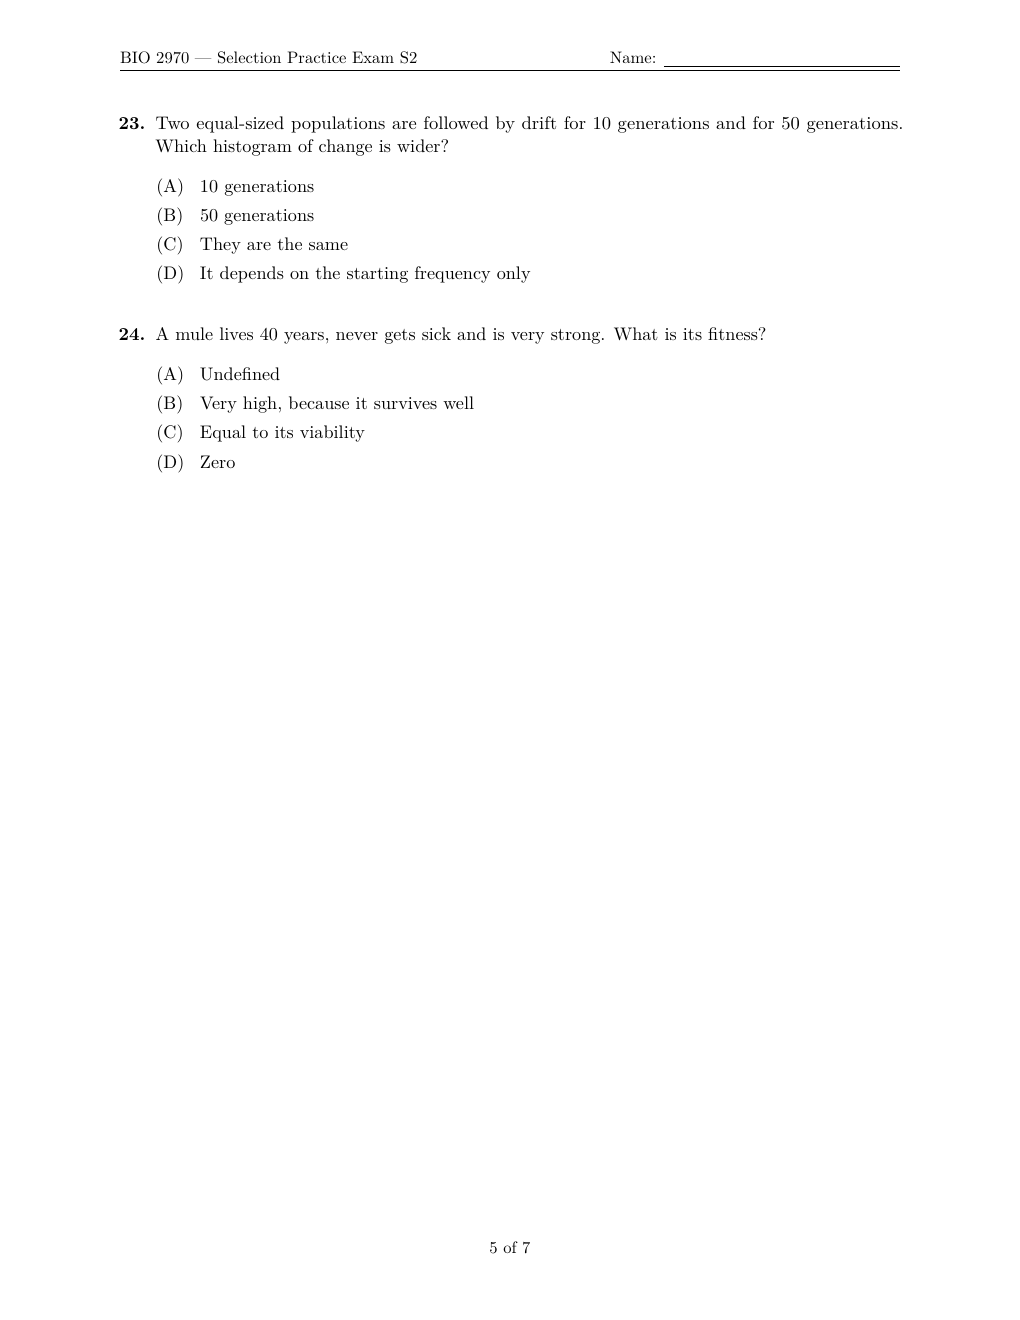 BIO 2970 — Selection Practice Exam S2 Name:
23. Two equal-sized populations are followed by drift for 10 generations and for 50 generations.
Which histogram of change is wider?
(A) 10 generations
(B) 50 generations
(C) They are the same
(D) It depends on the starting frequency only
24. A mule lives 40 years, never gets sick and is very strong. What is its fitness?
(A) Undefined
(B) Very high, because it survives well
(C) Equal to its viability
(D) Zero
5 of 7